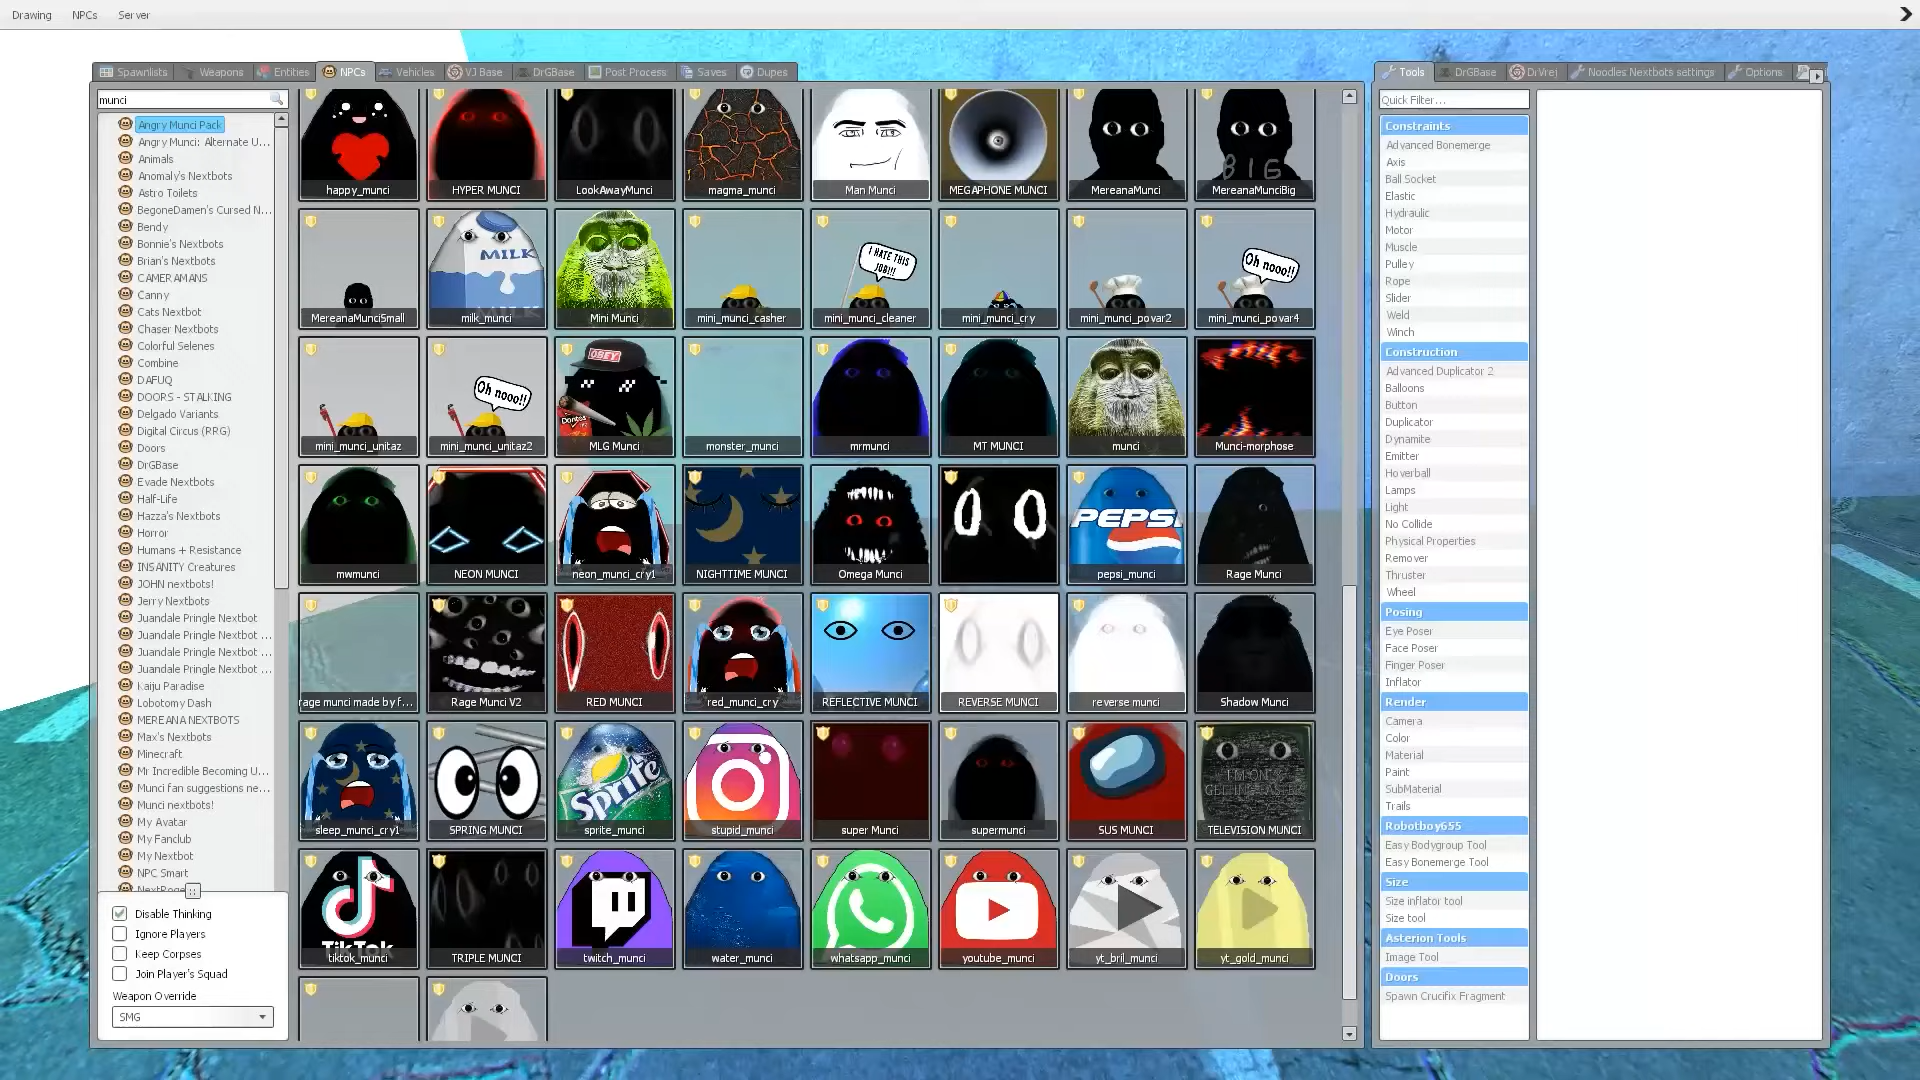 Drawing NPCs Server
Spawnlists Weapons Entities NPCs Vehicles VJ Base DrGBase Post Process Saves Dupes
Tools DrGBase DrVrej Noodles Nextbots settings Options
munci
Angry Munci Pack
Angry Munci: Alternate U...
Animals
Anomaly's Nextbots
Astro Toilets
BegoneDamen's Cursed N...
Bendy
Bonnie's Nextbots
Brian's Nextbots
CAMERAMANS
Canny
Cats Nextbot
Chaser Nextbots
Colorful Selenes
Combine
DAFUQ
DOORS - STALKING
Delgado Variants
Digital Circus (RRG)
Doors
DrGBase
Evade Nextbots
Half-Life
Hazza's Nextbots
Horror
Humans + Resistance
INSANITY Creatures
JOHN nextbots!
Jerry Nextbots
Juandale Pringle Nextbot
Juandale Pringle Nextbot ...
Juandale Pringle Nextbot ...
Juandale Pringle Nextbot ...
Kaiju Paradise
Lobotomy Dash
MEREANA NEXTBOTS
Max's Nextbots
Minecraft
Mr Incredible Becoming U...
Munci fan suggestions ne...
Munci nextbots!
My Avatar
My Fanclub
My Nextbot
NPC Smart
Disable Thinking
Ignore Players
Keep Corpses
Join Player's Squad
Weapon Override
SMG
BIG
happy_munci HYPER MUNCI LookAwayMunci magma_munci Man Munci MEGAPHONE MUNCI MereanaMunci MereanaMunciBig
MILK
I HATE THIS
JOB!!!
Oh nooo!!
MereanaMunciSmall milk_munci Mini Munci mini_munci_casher mini_munci_cleaner mini_munci_cry mini_munci_povar2 mini_munci_povar4
Oh nooo!!
OBEY
Doritos
mini_munci_unitaz mini_munci_unitaz2 MLG Munci monster_munci mrmunci MT MUNCI munci Munci-morphose
PEPSI
mwmunci NEON MUNCI neon_munci_cry1 NIGHTTIME MUNCI Omega Munci pepsi_munci Rage Munci
rage munci made by f... Rage Munci V2 RED MUNCI red_munci_cry REFLECTIVE MUNCI REVERSE MUNCI reverse munci Shadow Munci
Sprite
sleep_munci_cry1 SPRING MUNCI sprite_munci stupid_munci super Munci supermunci SUS MUNCI TELEVISION MUNCI
TikTok
tiktok_munci TRIPLE MUNCI twitch_munci water_munci whatsapp_munci youtube_munci yt_bril_munci yt_gold_munci
Quick Filter...
Constraints
Advanced Bonemerge
Axis
Ball Socket
Elastic
Hydraulic
Motor
Muscle
Pulley
Rope
Slider
Weld
Winch
Construction
Advanced Duplicator 2
Balloons
Button
Duplicator
Dynamite
Emitter
Hoverball
Lamps
Light
No Collide
Physical Properties
Remover
Thruster
Wheel
Posing
Eye Poser
Face Poser
Finger Poser
Inflator
Render
Camera
Color
Material
Paint
SubMaterial
Trails
Robotboy655
Easy Bodygroup Tool
Easy Bonemerge Tool
Size
Size inflator tool
Size tool
Asterion Tools
Image Tool
Doors
Spawn Crucifix Fragment